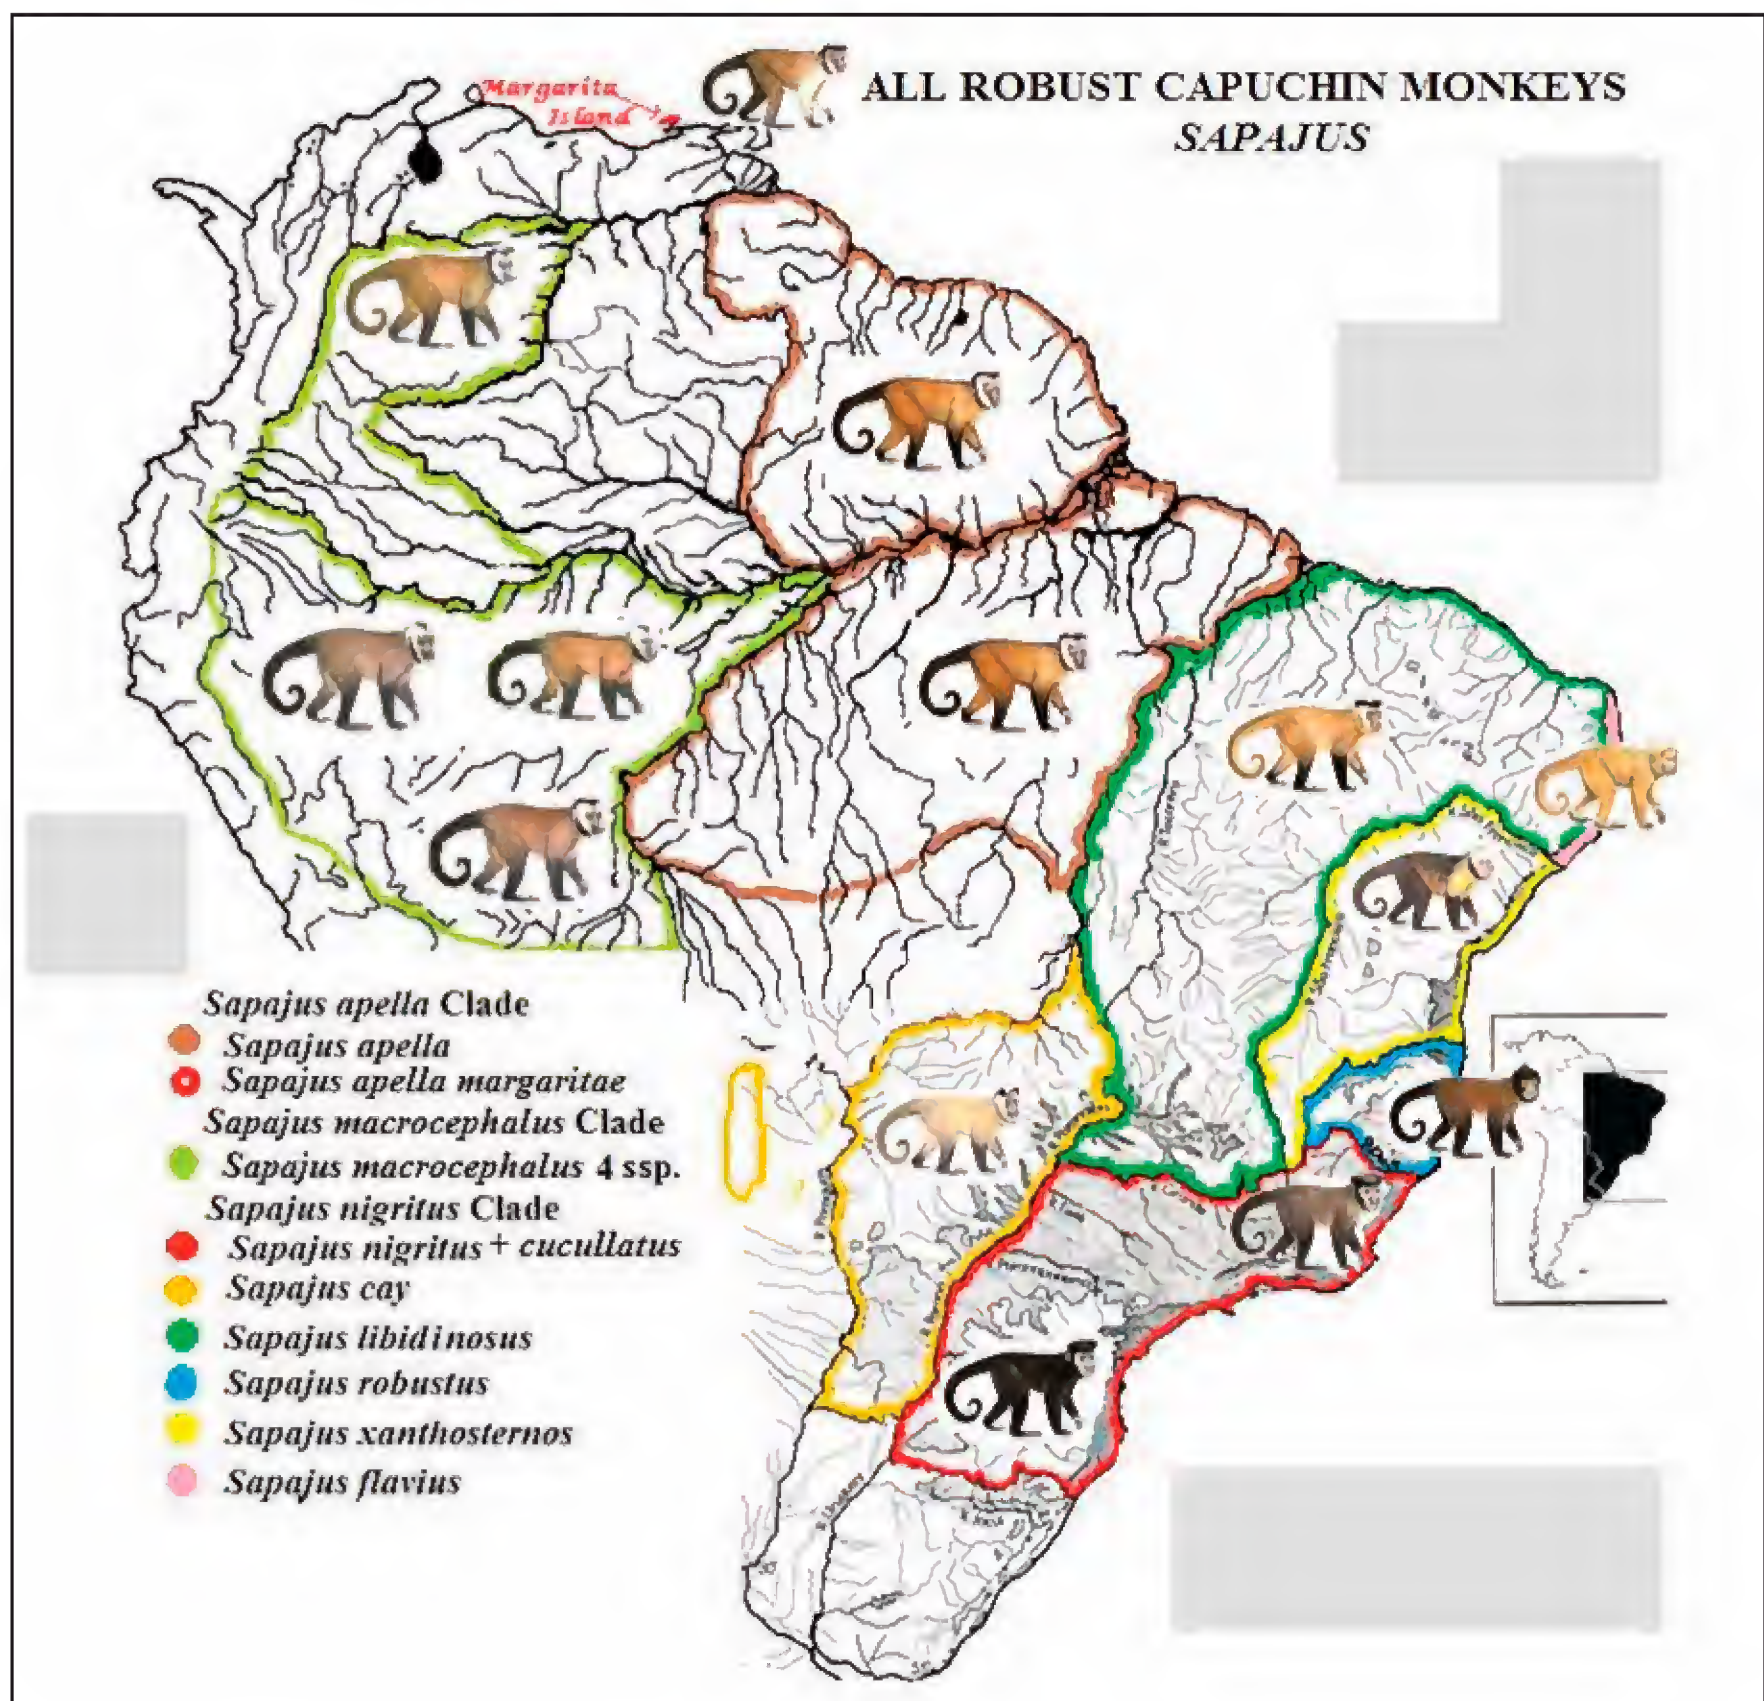 ALL ROBUST CAPUCHIN MONKEYS
SAPAJUS
Margarita
Island
Sapajus apella Clade
Sapajus apella
Sapajus apella margaritae
Sapajus macrocephalus Clade
Sapajus macrocephalus 4 ssp.
Sapajus nigritus Clade
Sapajus nigritus + cucullatus
Sapajus cay
Sapajus libidinosus
Sapajus robustus
Sapajus xanthosternos
Sapajus flavius